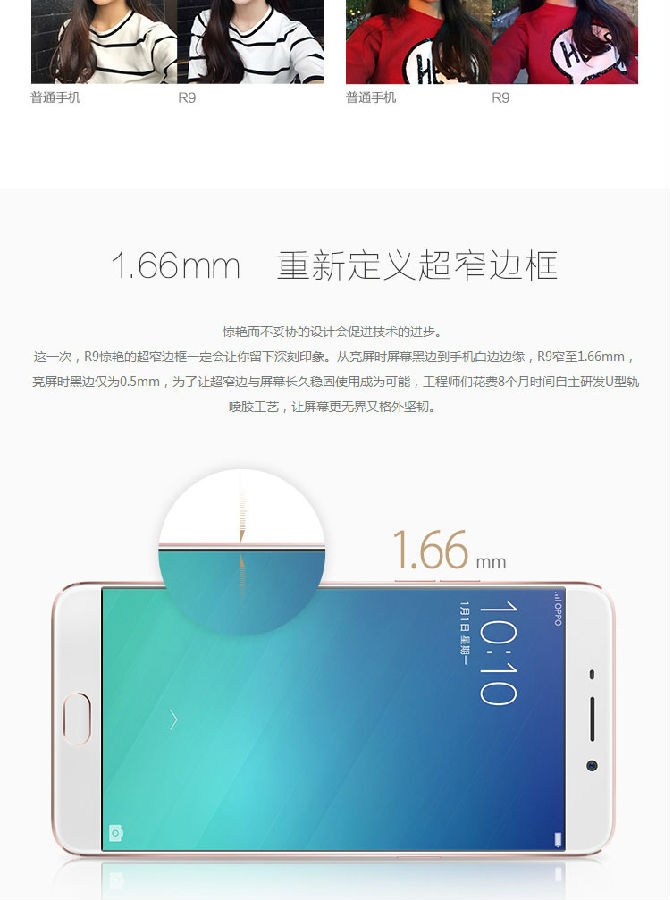 HE
HE
普通手机
R9
普通手机
R9
1.66mm 重新定义超窄边框
惊艳而不妥协的设计会促进技术的进步。
这一次，R9惊艳的超窄边框一定会让你留下深刻印象。从亮屏时屏幕黑边到手机白边边缘，R9窄至1.66mm，
亮屏时黑边仅为0.5mm，为了让超窄边与屏幕长久稳固使用成为可能，工程师们花费8个月时间自主研发U型轨
喷胶工艺，让屏幕更无界又格外坚韧。
1.66 mm
OPPO
10:10
1月1日 星期一